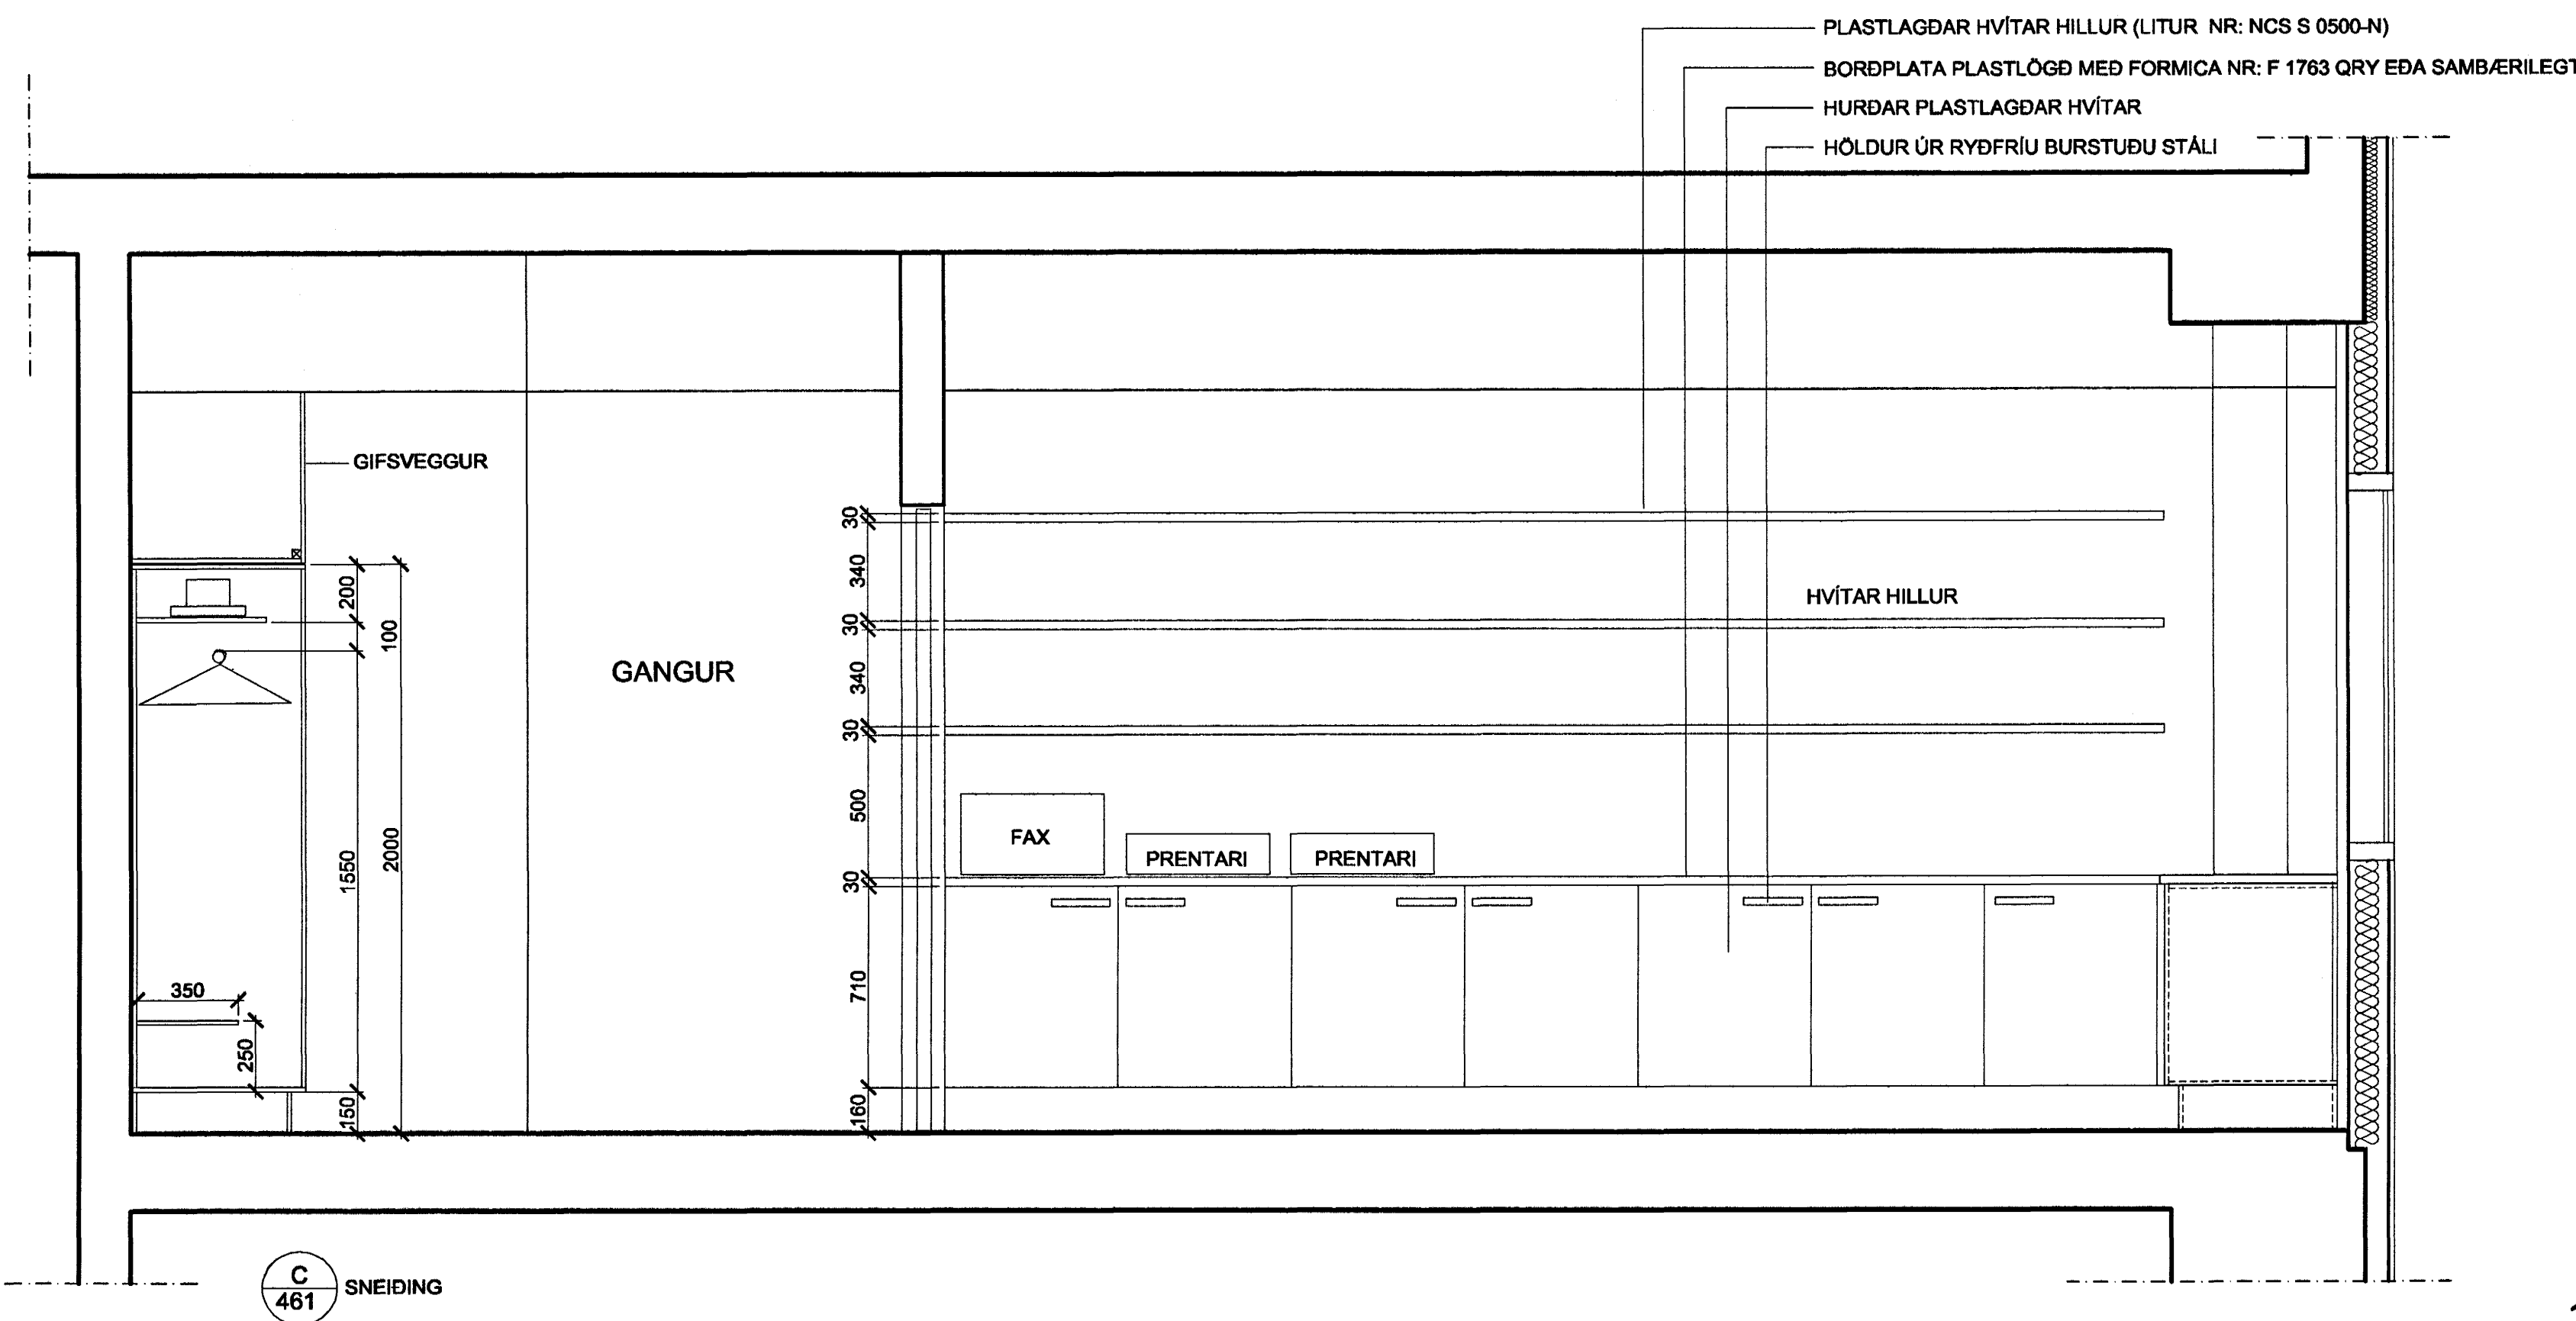 PLASTLAGÐAR HVÍTAR HILLUR (LITUR NR: NCS S 0500-N)
BORÐPLATA PLASTLÖGÐ MEÐ FORMICA NR: F 1763 QRY EÐA SAMBÆRILEGT
HURÐAR PLASTLAGÐAR HVÍTAR
HÖLDUR ÚR RYÐFRÍU BURSTUÐU STÁLI
GIFSVEGGUR
30
340
200
HVÍTAR HILLUR
30
100
GANGUR
340
30
500
FAX
PRENTARI
PRENTARI
2000
1550
30
350
710
250
150
160
C
461
SNEIÐING